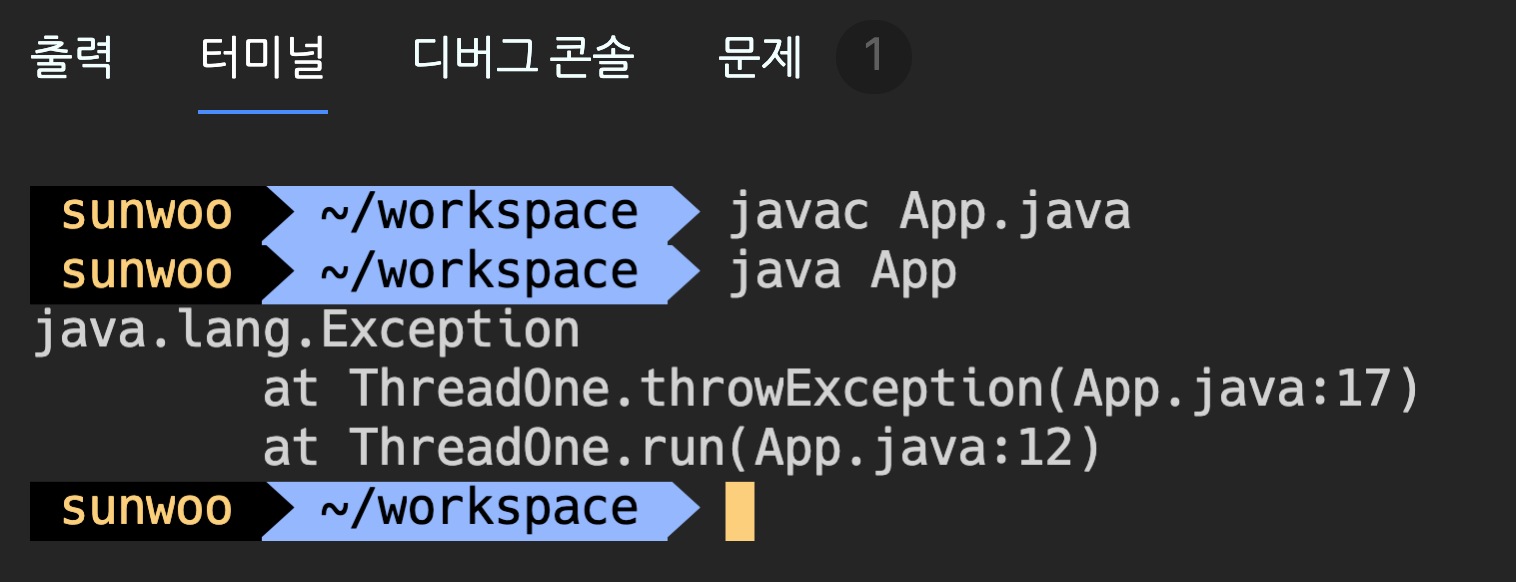 출력 터미널 디버그 콘솔 문제 1
sunwoo ~/workspace javac App.java
sunwoo ~/workspace java App
java.lang.Exception
at ThreadOne.throwException(App.java:17)
at ThreadOne.run(App.java:12)
sunwoo ~/workspace